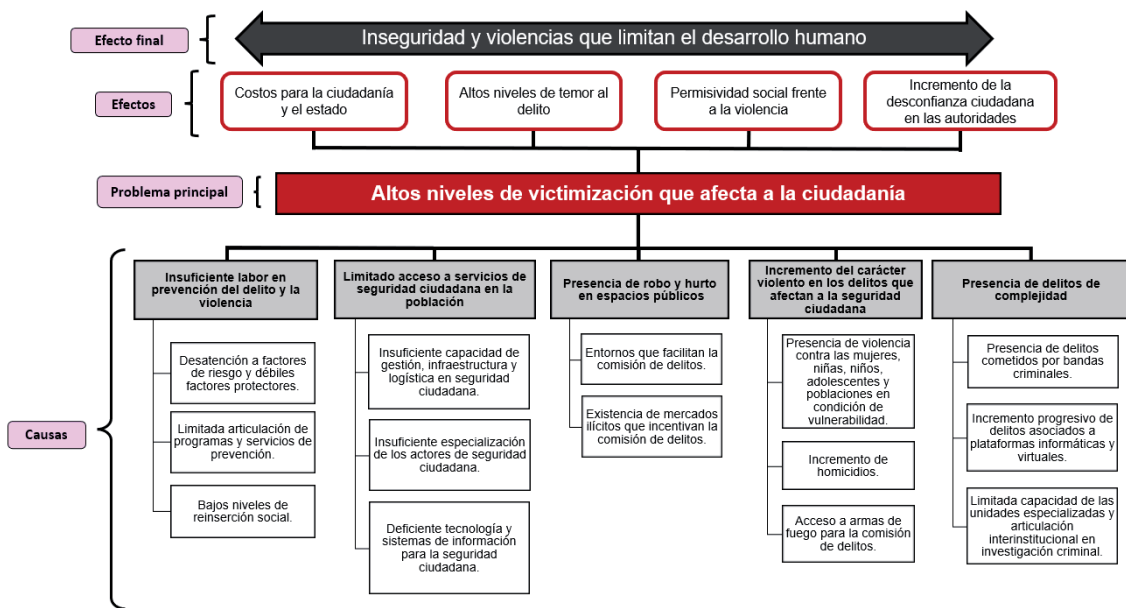 Efecto final
Inseguridad y violencias que limitan el desarrollo humano
Efectos
Costos para la ciudadanía
y el estado
Altos niveles de temor al
delito
Permisividad social frente
a la violencia
Incremento de la
desconfianza ciudadana
en las autoridades
Problema principal
Altos niveles de victimización que afecta a la ciudadanía
Causas
Insuficiente labor en
prevención del delito y la
violencia
Desatención a factores
de riesgo y débiles
factores protectores.
Limitada articulación de
programas y servicios de
prevención.
Bajos niveles de
reinserción social.
Limitado acceso a servicios de
seguridad ciudadana en la
población
Insuficiente capacidad de
gestión, infraestructura y
logística en seguridad
ciudadana.
Insuficiente especialización
de los actores de seguridad
ciudadana.
Deficiente tecnología y
sistemas de información
para la seguridad
ciudadana.
Presencia de robo y hurto
en espacios públicos
Entornos que facilitan la
comisión de delitos.
Existencia de mercados
ilícitos que incentivan la
comisión de delitos.
Incremento del carácter
violento en los delitos que
afectan a la seguridad
ciudadana
Presencia de violencia
contra las mujeres,
niñas, niños,
adolescentes y
poblaciones en
condición de
vulnerabilidad.
Incremento de
homicidios.
Acceso a armas de
fuego para la comisión
de delitos.
Presencia de delitos de
complejidad
Presencia de delitos
cometidos por bandas
criminales.
Incremento progresivo de
delitos asociados a
plataformas informáticas y
virtuales.
Limitada capacidad de las
unidades especializadas y
articulación
interinstitucional en
investigación criminal.